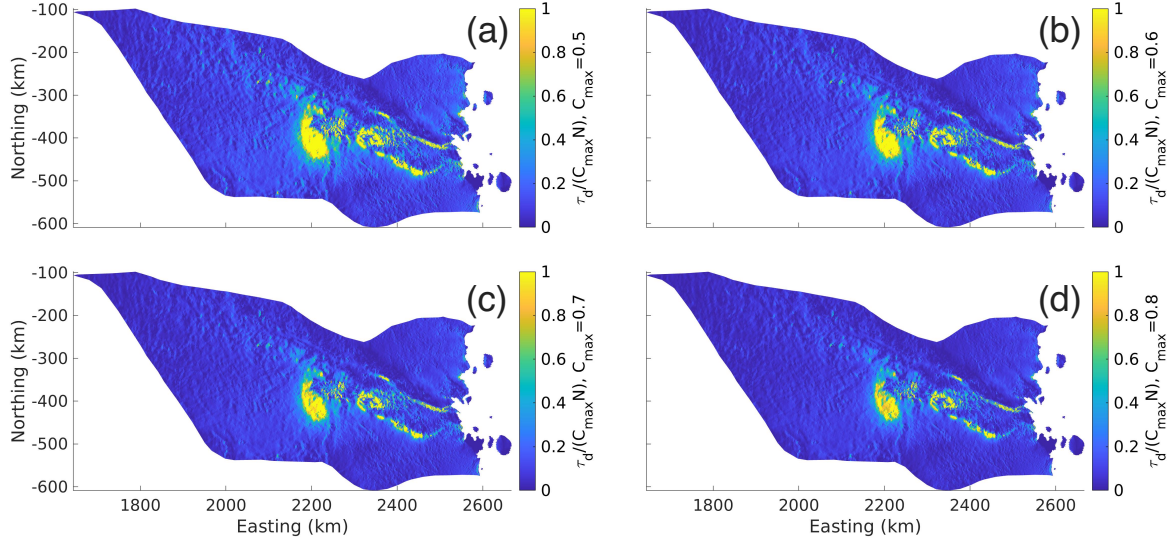 -100
-200
-300
-400
-500
-600
Northing (km)
(a)
1
0.8
0.6
0.4
0.2
0
τd/(Cmax N), Cmax=0.5
(b)
1
0.8
0.6
0.4
0.2
0
τd/(Cmax N), Cmax=0.6
-100
-200
-300
-400
-500
-600
Northing (km)
1800 2000 2200 2400 2600
Easting (km)
(c)
1
0.8
0.6
0.4
0.2
0
τd/(Cmax N), Cmax=0.7
1800 2000 2200 2400 2600
Easting (km)
(d)
1
0.8
0.6
0.4
0.2
0
τd/(Cmax N), Cmax=0.8